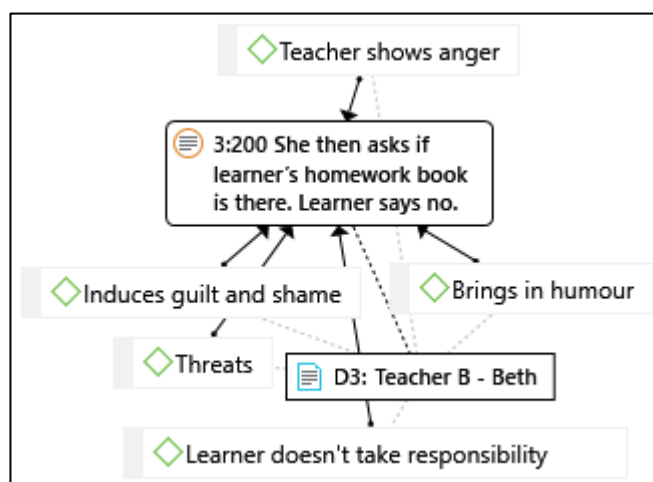 Teacher shows anger
3:200 She then asks if
learner´s homework book
is there. Learner says no.
Induces guilt and shame
Brings in humour
Threats
D3: Teacher B - Beth
Learner doesn't take responsibility